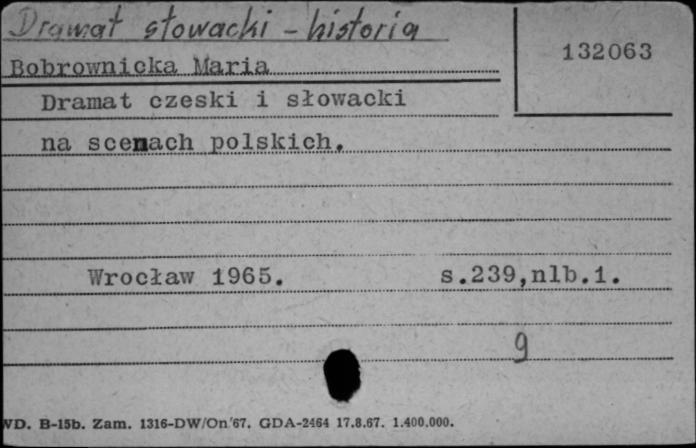 Dramat słowacki - historia
132063
Bobrownicka Maria
Dramat czeski i słowacki
na scenach polskich.
Wrocław 1965. s.239,nlb.1.
9
WD. B-15b. Zam. 1316-DW/On/67. GDA-2464 17.8.67. 1.400.000.